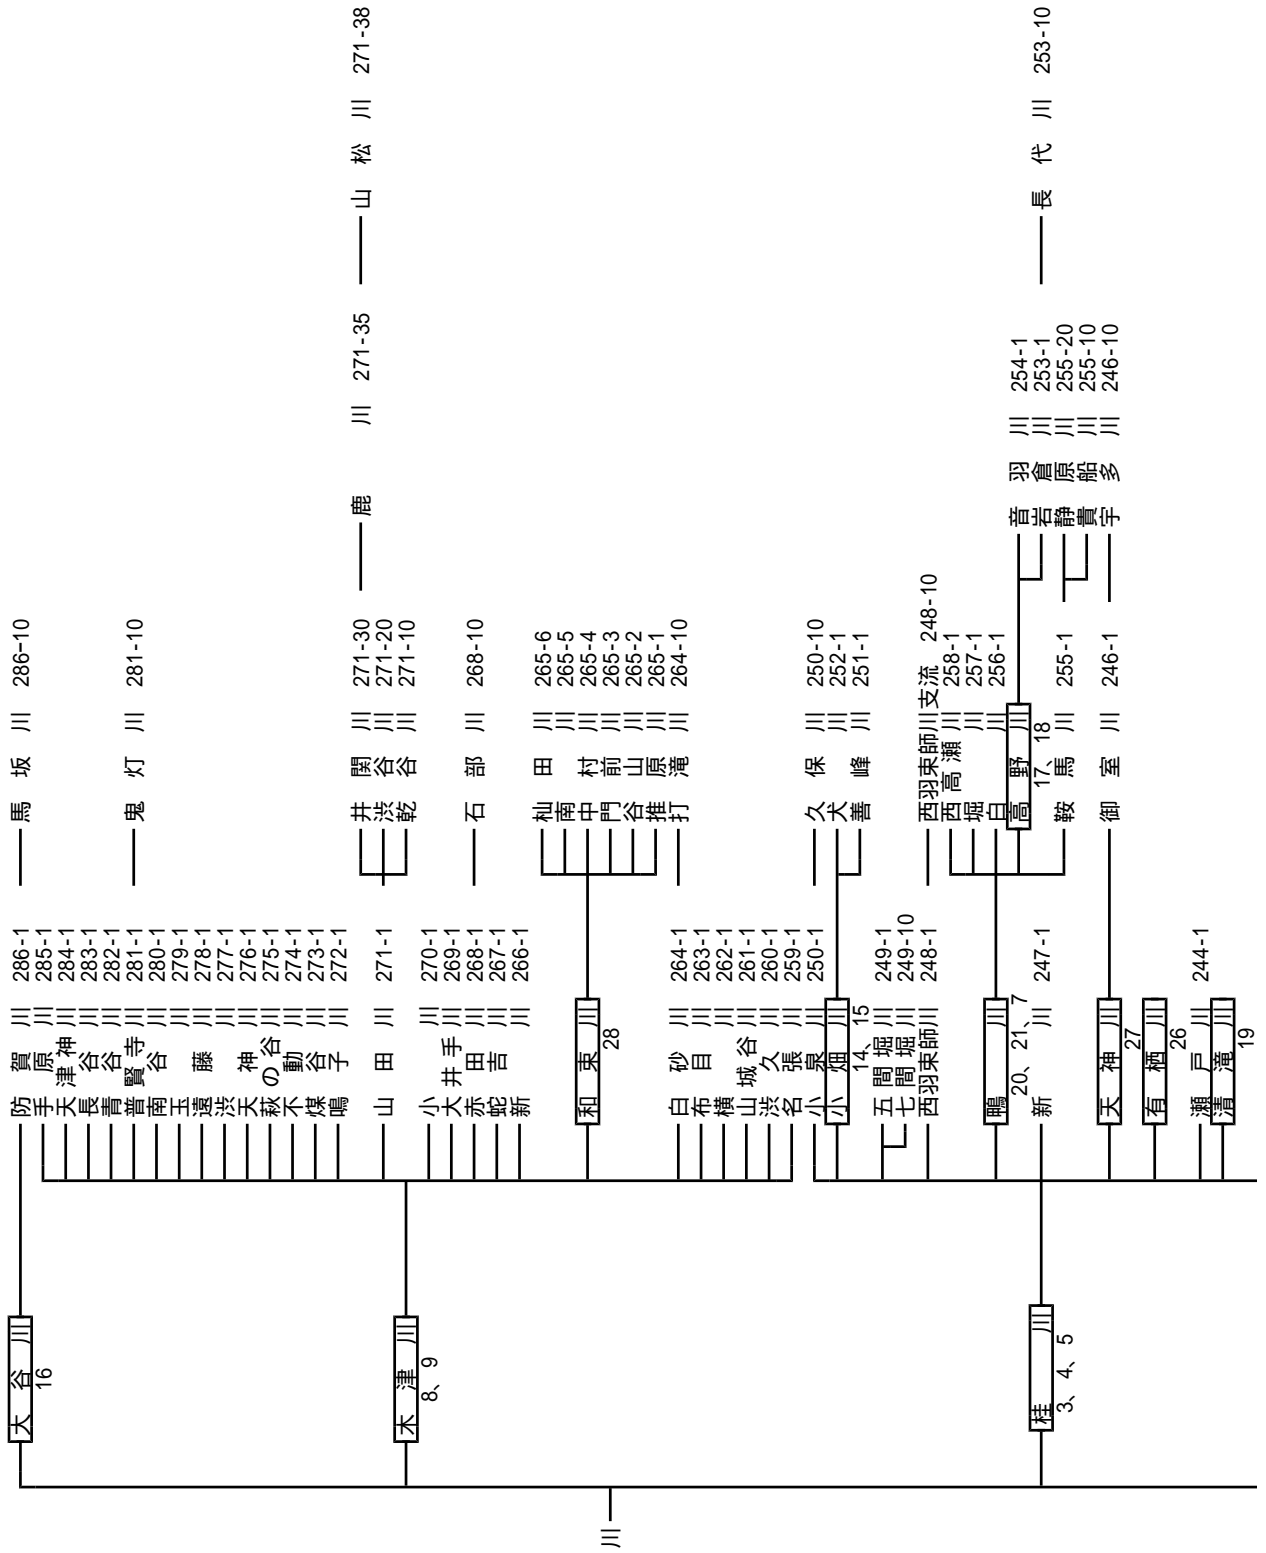 川
大谷川
16
木津川
8、9
桂川
3、4、5
防賀川 286-1
手原川 285-1
天津神川 284-1
長谷川 283-1
青谷川 282-1
普賢寺川 281-1
南谷川 280-1
玉川 279-1
遠藤川 278-1
渋川 277-1
天神川 276-1
萩の谷川 275-1
不動川 274-1
煤谷川 273-1
鳴子川 272-1
山田川 271-1
小川 270-1
大井手川 269-1
赤田川 268-1
蛇吉川 267-1
新川 266-1
和束川
28
白砂川 264-1
布目川 263-1
横川 262-1
山城谷川 261-1
渋久川 260-1
名張川 259-1
小泉川 250-1
小畑川
14、15
五間堀川 249-1
七間堀川 249-10
西羽束師川 248-1
鴨川
20、21、7
新川 247-1
天神川
27
有栖川
26
瀬戸川 244-1
清滝川
19
馬坂川 286-10
鬼灯川 281-10
井関川 271-30
渋谷川 271-20
乾谷川 271-10
石部川 268-10
杣田川 265-6
南川 265-5
中村川 265-4
門前川 265-3
谷山川 265-2
推原川 265-1
打滝川 264-10
久保川 250-10
犬川 252-1
善峰川 251-1
西羽束師川支流 248-10
西高瀬川 258-1
堀川 257-1
白川 256-1
高野川
17、18
鞍馬川 255-1
御室川 246-1
鹿川 271-35
音羽川 254-1
岩倉川 253-1
静原川 255-20
貴船川 255-10
宇多川 246-10
山松川 271-38
長代川 253-10